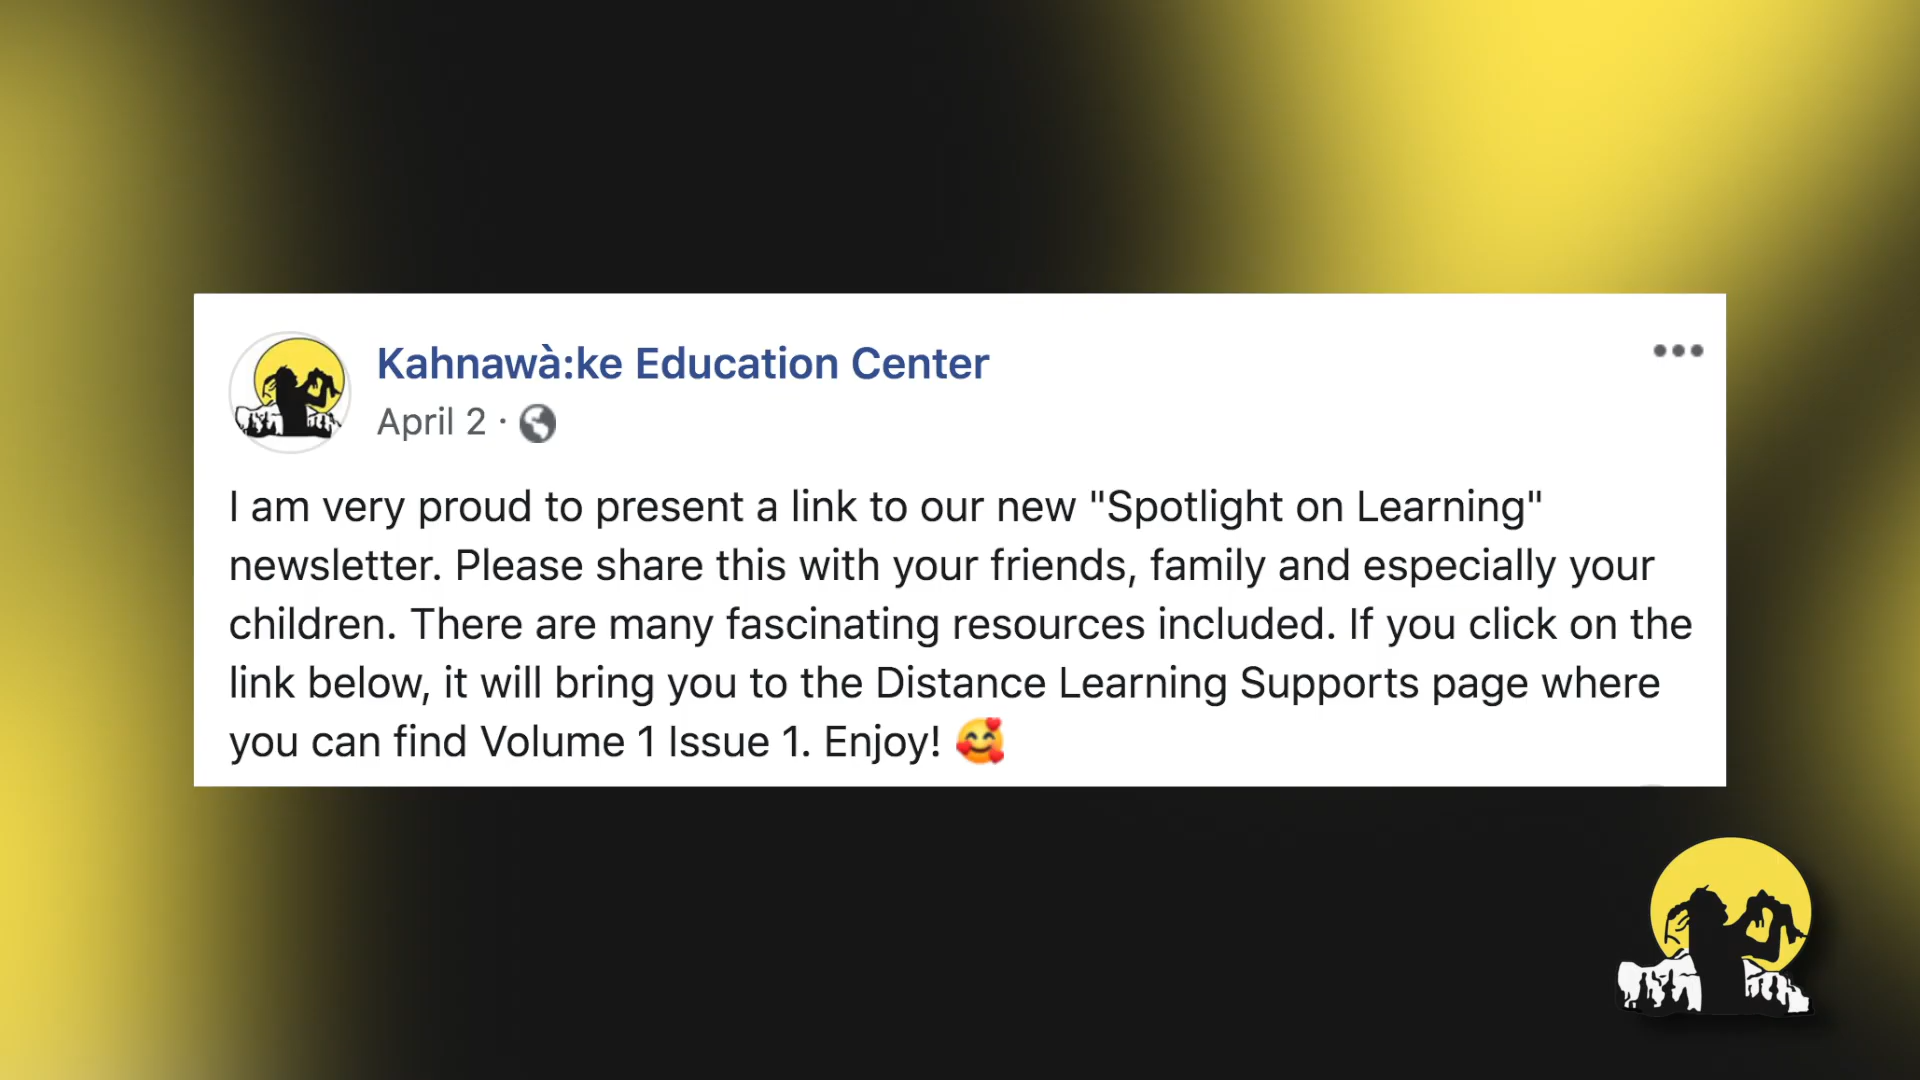 Kahnawà:ke Education Center
April 2 ·
I am very proud to present a link to our new "Spotlight on Learning"
newsletter. Please share this with your friends, family and especially your
children. There are many fascinating resources included. If you click on the
link below, it will bring you to the Distance Learning Supports page where
you can find Volume 1 Issue 1. Enjoy! 🥰